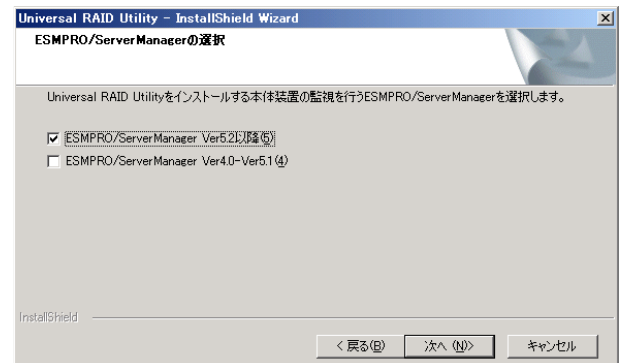 Universal RAID Utility - InstallShield Wizard
ESMPRO/ServerManagerの選択
Universal RAID Utilityをインストールする本体装置の監視を行うESMPRO/ServerManagerを選択します。
ESMPRO/ServerManager Ver5.2以降(5)
ESMPRO/ServerManager Ver4.0-Ver5.1(4)
InstallShield
< 戻る(B)
次へ (N)>
キャンセル